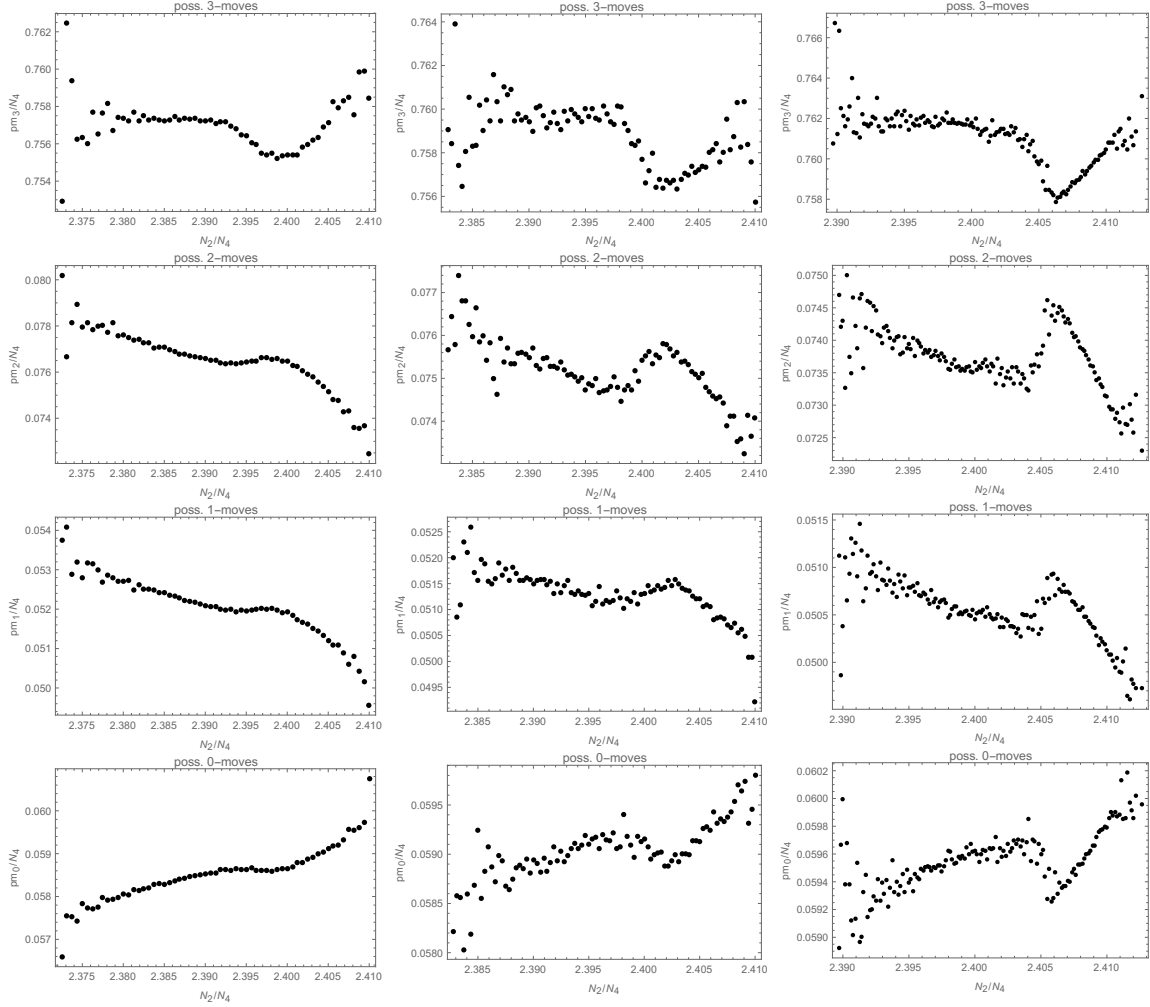 poss. 3−moves
poss. 3−moves
poss. 3−moves
0.762
0.760
0.758
0.756
0.754
pm3/N4
2.375 2.380 2.385 2.390 2.395 2.400 2.405 2.410
N2/N4
0.764
0.762
0.760
0.758
0.756
pm3/N4
2.385 2.390 2.395 2.400 2.405 2.410
N2/N4
0.766
0.764
0.762
0.760
0.758
pm3/N4
2.390 2.395 2.400 2.405 2.410
N2/N4
poss. 2−moves
poss. 2−moves
poss. 2−moves
0.080
0.078
0.076
0.074
pm2/N4
2.375 2.380 2.385 2.390 2.395 2.400 2.405 2.410
N2/N4
0.077
0.076
0.075
0.074
pm2/N4
2.385 2.390 2.395 2.400 2.405 2.410
N2/N4
0.0750
0.0745
0.0740
0.0735
0.0730
0.0725
pm2/N4
2.390 2.395 2.400 2.405 2.410
N2/N4
poss. 1−moves
poss. 1−moves
poss. 1−moves
0.054
0.053
0.052
0.051
0.050
pm1/N4
2.375 2.380 2.385 2.390 2.395 2.400 2.405 2.410
N2/N4
0.0525
0.0520
0.0515
0.0510
0.0505
0.0500
0.0495
pm1/N4
2.385 2.390 2.395 2.400 2.405 2.410
N2/N4
0.0515
0.0510
0.0505
0.0500
pm1/N4
2.390 2.395 2.400 2.405 2.410
N2/N4
poss. 0−moves
poss. 0−moves
poss. 0−moves
0.060
0.059
0.058
0.057
pm0/N4
2.375 2.380 2.385 2.390 2.395 2.400 2.405 2.410
N2/N4
0.0595
0.0590
0.0585
0.0580
pm0/N4
2.385 2.390 2.395 2.400 2.405 2.410
N2/N4
0.0602
0.0600
0.0598
0.0596
0.0594
0.0592
0.0590
pm0/N4
2.390 2.395 2.400 2.405 2.410
N2/N4